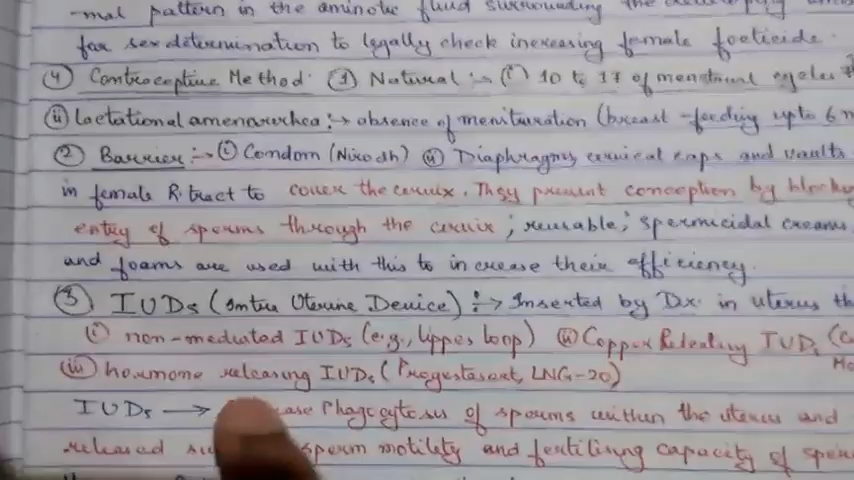 -mal pattern in the aminotic fluid surrounding the
for sex determination to legally check increasing female foeticide.
④ Contraceptive Method: ① Natural :→ (i) 10 to 17 of menstrual cycles
(ii) lactational amenorrhea :→ absence of menstruation (breast-feeding upto 6 m
② Barrier :→ (i) Condom (Nirodh) (ii) Diaphragms cervical caps and vaults
in female R. tract to cover the cervix. They prevent conception by block
entry of sperms through the cervix ; reusable; spermicidal creams
and foams are used with this to increase their efficiency.
③ IUDs (Intra Uterine Device) :→ Inserted by Dr. in uterus th
(i) non-mediated IUDs (e.g., lippes loop) (ii) Copper Releasing IUDs (C
(iii) hormone releasing IUDs (Progestasert, LNG-20)
IUDs → ease Phagocytosis of sperms within the uterus and
released su sperm motility and fertilising capacity of sper